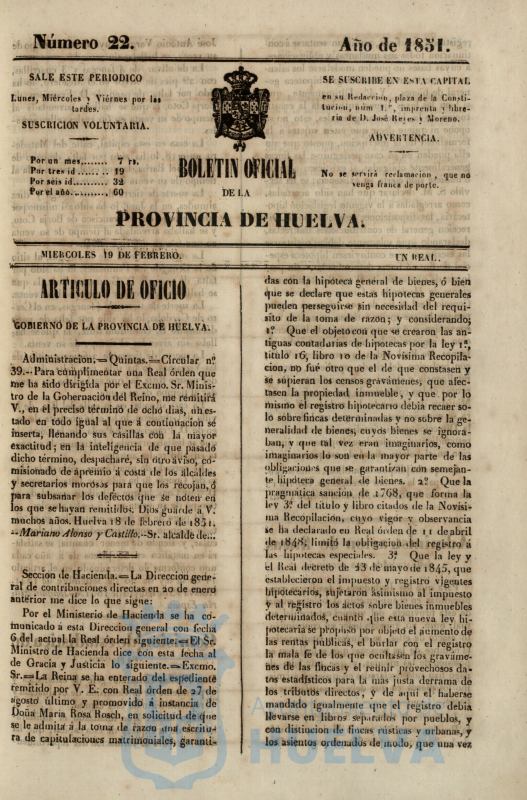 Número 22.
Año de 1851.
SALE ESTE PERIODICO
Lunes, Miércoles y Viérnes por las
tardes.
SUSCRICION VOLUNTARIA.
Por un mes........ 7 rs.
Por tres id....... 19
Por séis id....... 32
Por el año........ 60
BOLETIN OFICIAL
DE LA
PROVINCIA DE HUELVA.
SE SUSCRIBE EN ESTA CAPITAL
en su Redaccion, plaza de la Consti-
tucion, núm 1.º, imprenta y libre-
ria de D. José Reyes y Moreno.
ADVERTENCIA.
No se servirá reclamacion, que no
venga franca de porte.
MIERCOLES 19 DE FEBRERO.
UN REAL.
ARTICULO DE OFICIO
GOBIERNO DE LA PROVINCIA DE HUELVA.
Administracion.=Quintas.=Circular nº
39.-Para cumplimentar una Real órden que
me ha sido dirigida por el Excmo. Sr. Minis-
tro de la Gobernacion del Reino, me remitirá
V., en el preciso término de ocho dias, un es-
tado en todo igual al que á continuacion se
inserta, llenando sus casillas con la mayor
exactitud; en la inteligencia de que pasado
dicho término, despacharé, sin otro aviso, co-
misionado de apremio á costa de los alcaldes
y secretarios morosos para que los recojan, ó
para subsanar los defectos que se noten en
los que se hayan remitidos. Dios guarde á V.
muchos años. Huelva 18 de febrero de 1851.
--Mariano Alonso y Castillo.--Sr. alcalde de...
Seccion de Hacienda.=La Direccion gene-
ral de contribuciones directas en 20 de enero
anterior me dice lo que sigue:
Por el Ministerio de Hacienda se ha co-
municado á esta Direccion general con fecha
6 del actual la Real órden siguiente:=El Sr.
Ministro de Hacienda dice con esta fecha al
de Gracia y Justicia lo siguiente.=Excmo.
Sr.=La Reina se ha enterado del espediente
remitido por V. E. con Real órden de 27 de
agosto último y promovido á instancia de
Doña Maria Rosa Rosch, en solicitud de que
se le admita á la toma de razon una escritu-
ra de capitulaciones matrimoniales, garanti-
das con la hipóteca general de bienes, ó bien
que se declare que estas hipotecas generales
pueden perseguirse sin necesidad del requi-
sito de la toma de razon; y considerando;
1.º Que el objeto con que se crearon las an-
tiguas contadurias de hipotecas por la ley 1.ª,
titulo 16, libro 10 de la Novisima Recopila-
cion, no fué otro que el de que constasen y
se supieran los censos gravámenes, que afec-
tasen la propiedad inmueble, y que por lo
mismo el registro hipotecario debia recaer so-
lo sobre fincas determinadas y no sobre la ge-
neralidad de bienes, cuyos bienes se ignora-
ban, y que tal vez eran imaginarios, como
imaginarios lo son en la mayor parte de las
obligaciones que se garantizan con semejan-
te hipóteca general de bienes. 2.º Que la
pragmática sancion de 1768, que forma la
ley 3.ª del titulo y libro citados de la Novisi-
ma Recopilacion, cuyo vigor y observancia
se ha declarado en Real órden de 11 de abril
de 1848, limitó la obligacion del registro á
las hipotecas especiales. 3.º Que la ley y
el Real decreto de 23 de mayo de 1845, que
establecieron el impuesto y registro vigentes
hipotecarios, sujetaron asimismo al impuesto
y al registro los actos sobre bienes inmuebles
determinados, cuanto que esta nueva ley hi-
potecaria se propuso por objeto el aumento de
las rentas públicas, el burlar con el registro
la mala fe de los que ocultasen los gravame-
nes de las fincas y el reunir provechosos da-
tos estadísticos para la mas justa derrama de
los tributos directos, y de aqui el haberse
mandado igualmente que el registro debia
llevarse en libros separados por pueblos, y
con distincion de fincas rústicas y urbanas, y
los asientos ordenados de modo, que una vez
HUELVA